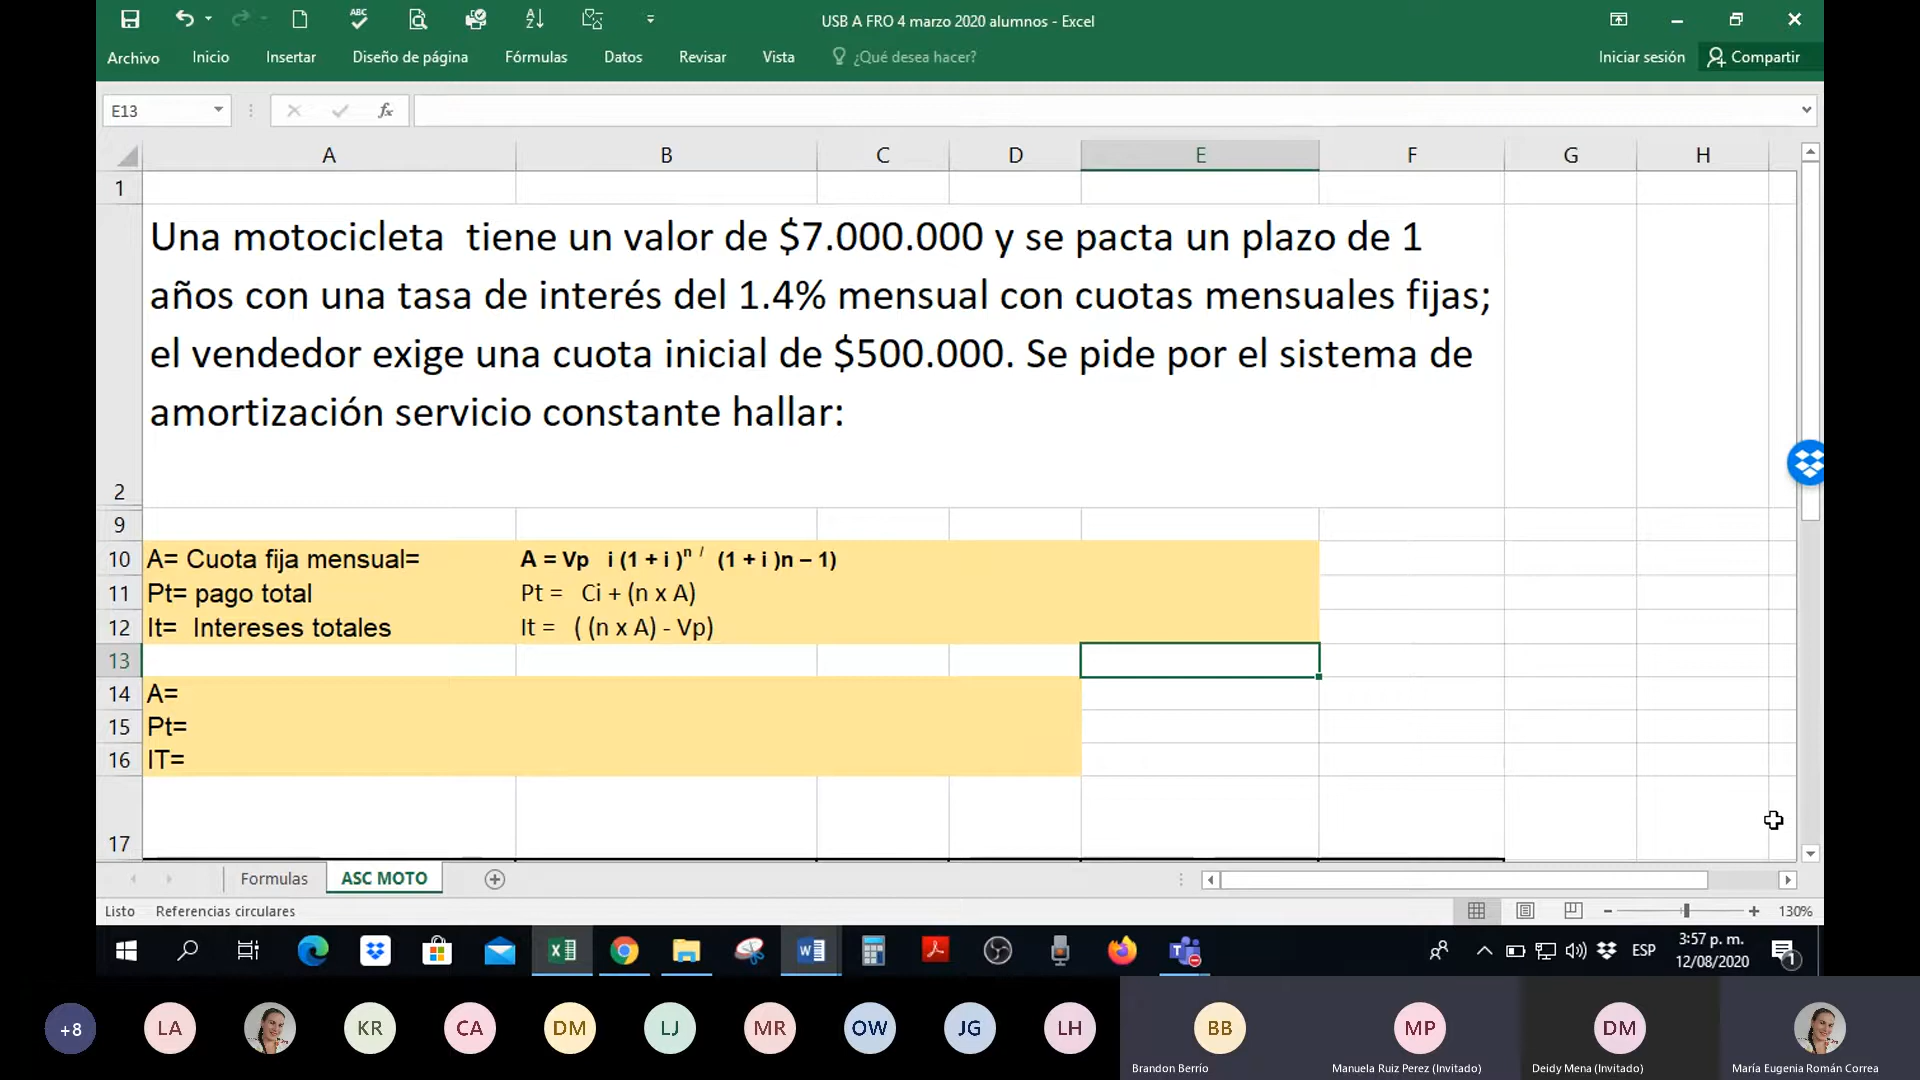 USB A FRO 4 marzo 2020 alumnos - Excel
Archivo Inicio Insertar Diseño de página Fórmulas Datos Revisar Vista ¿Qué desea hacer? Iniciar sesión Compartir
E13 fx
A B C D E F G H
1
Una motocicleta tiene un valor de $7.000.000 y se pacta un plazo de 1
años con una tasa de interés del 1.4% mensual con cuotas mensuales fijas;
el vendedor exige una cuota inicial de $500.000. Se pide por el sistema de
amortización servicio constante hallar:
2
9
10 A= Cuota fija mensual= A = Vp i (1 + i )n / (1 + i )n – 1)
11 Pt= pago total Pt = Ci + (n x A)
12 It= Intereses totales It = ( (n x A) - Vp)
13
14 A=
15 Pt=
16 IT=
17
Formulas ASC MOTO
Listo Referencias circulares 130%
ESP 3:57 p. m.
12/08/2020 1
+8 LA KR CA DM LJ MR OW JG LH BB MP DM
Brandon Berrío Manuela Ruiz Perez (Invitado) Deidy Mena (Invitado) María Eugenia Román Correa